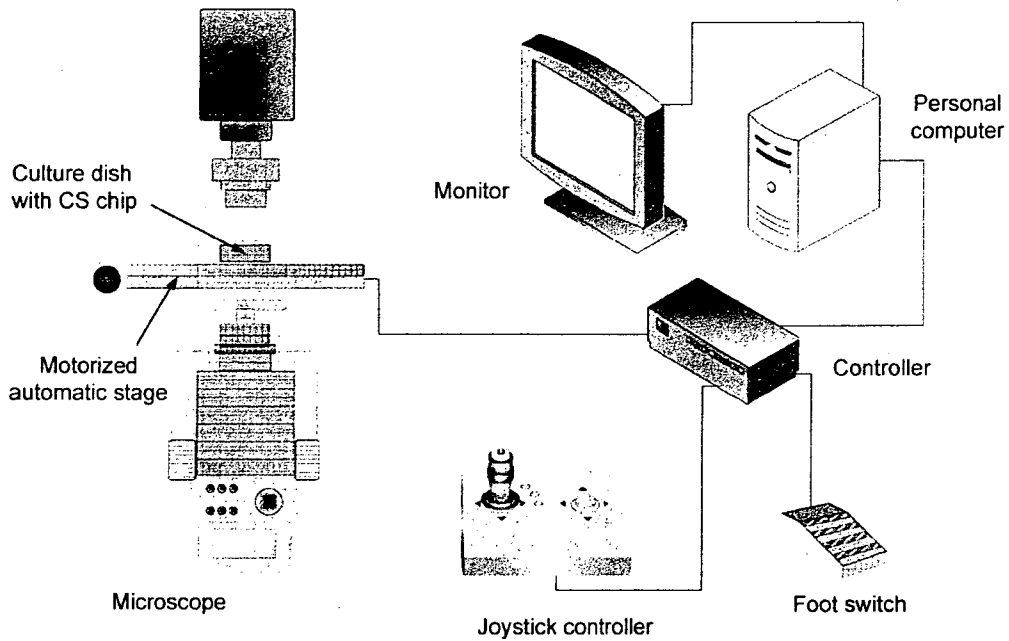 Culture dish
with CS chip
Motorized
automatic stage
Microscope
Monitor
Personal
computer
Controller
Joystick controller
Foot switch